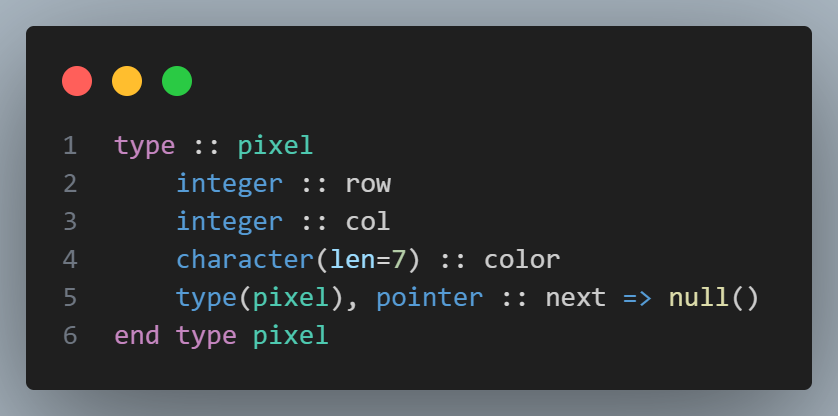 1 type :: pixel
2     integer :: row
3     integer :: col
4     character(len=7) :: color
5     type(pixel), pointer :: next => null()
6 end type pixel